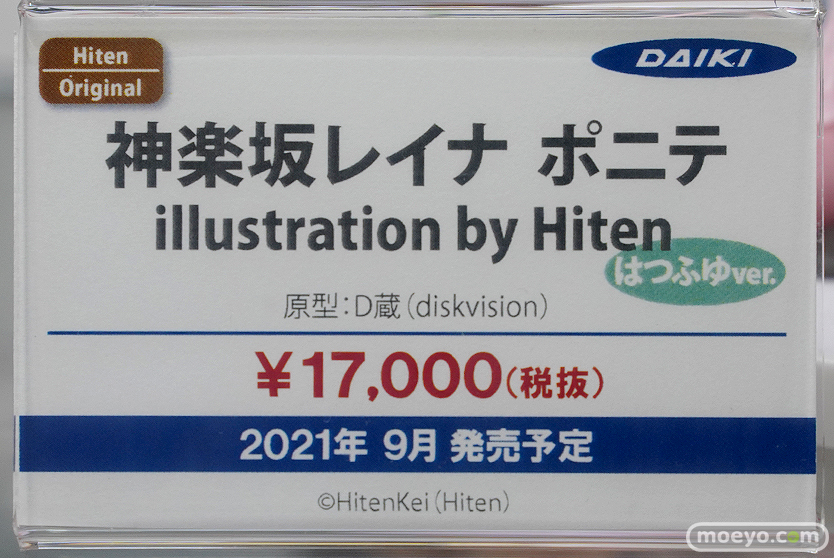 Hiten
Original
DAIKI
神楽坂レイナ ポニテ
illustration by Hiten
はつふゆver.
原型：D蔵（diskvision）
￥17,000（税抜）
2021年 9月 発売予定
©HitenKei（Hiten）
moeyo.com